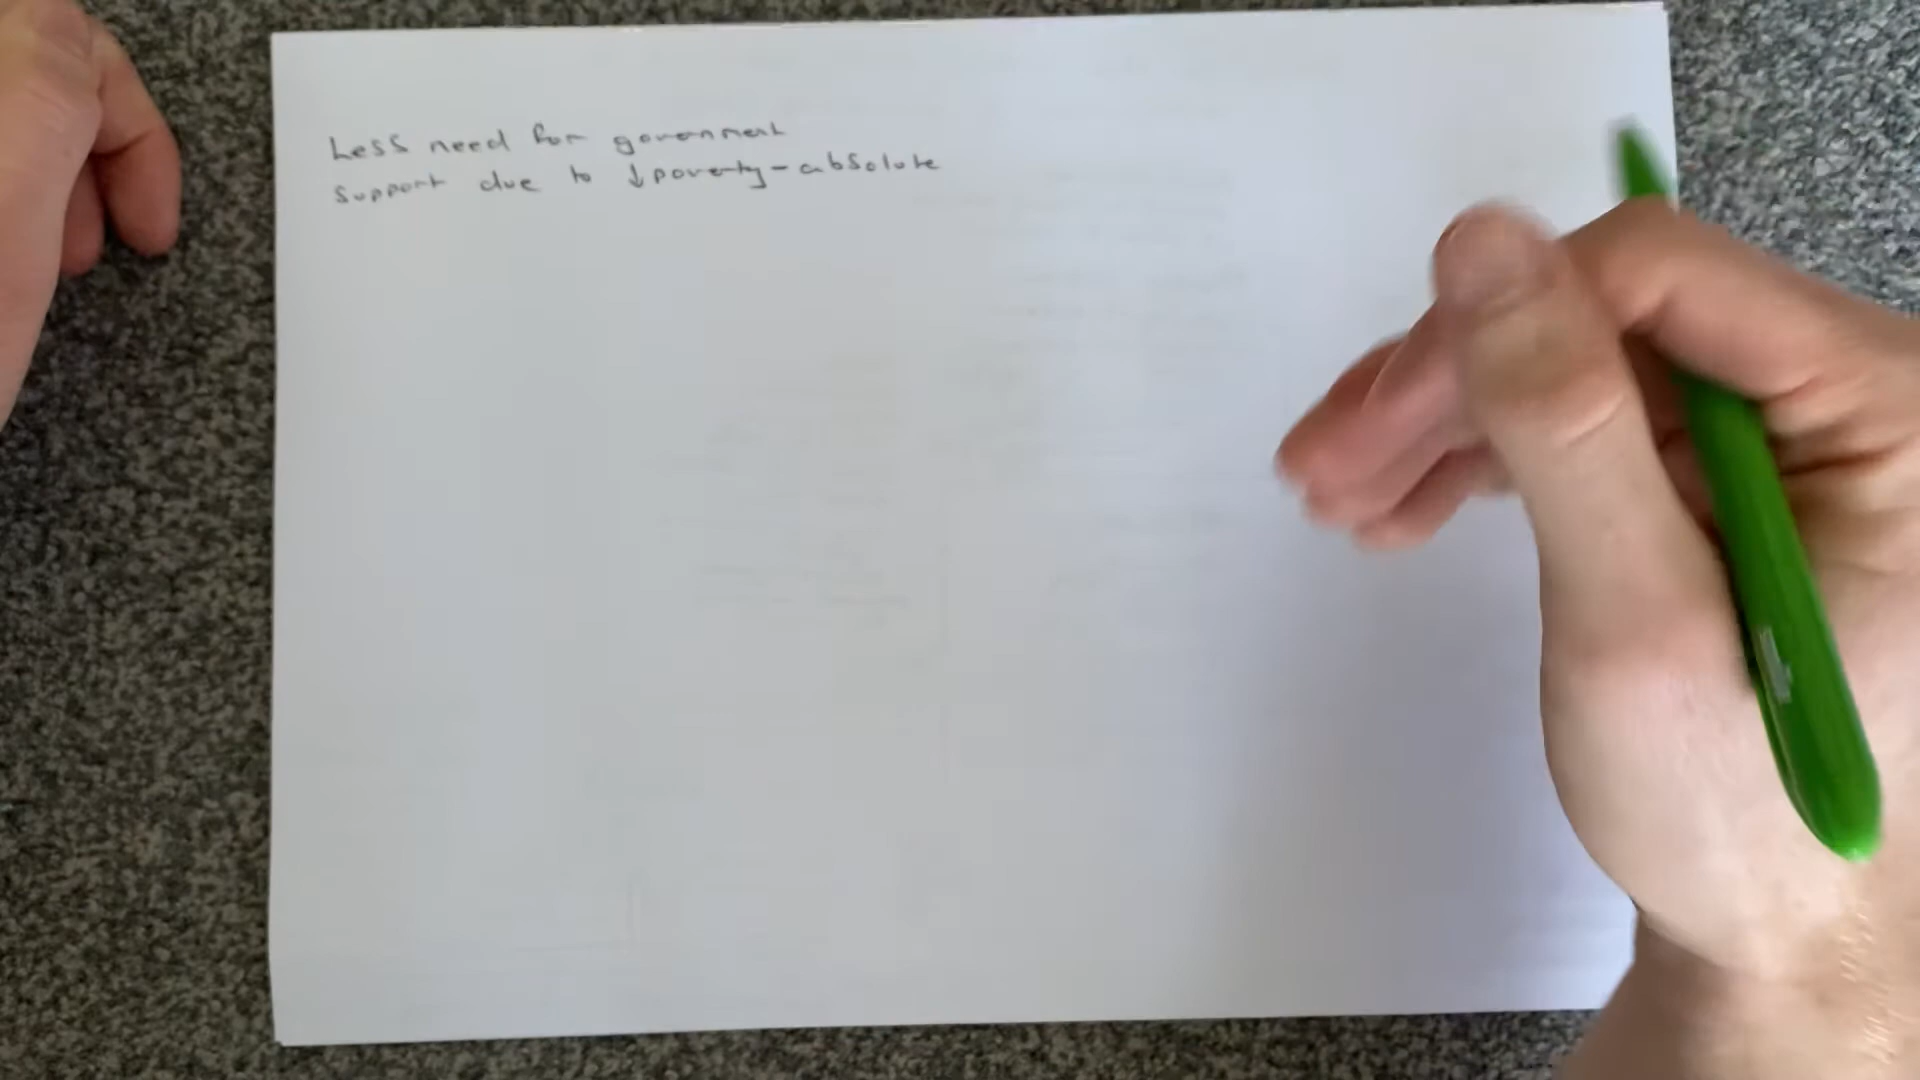 Less need for government
support due to ↓poverty-absolute